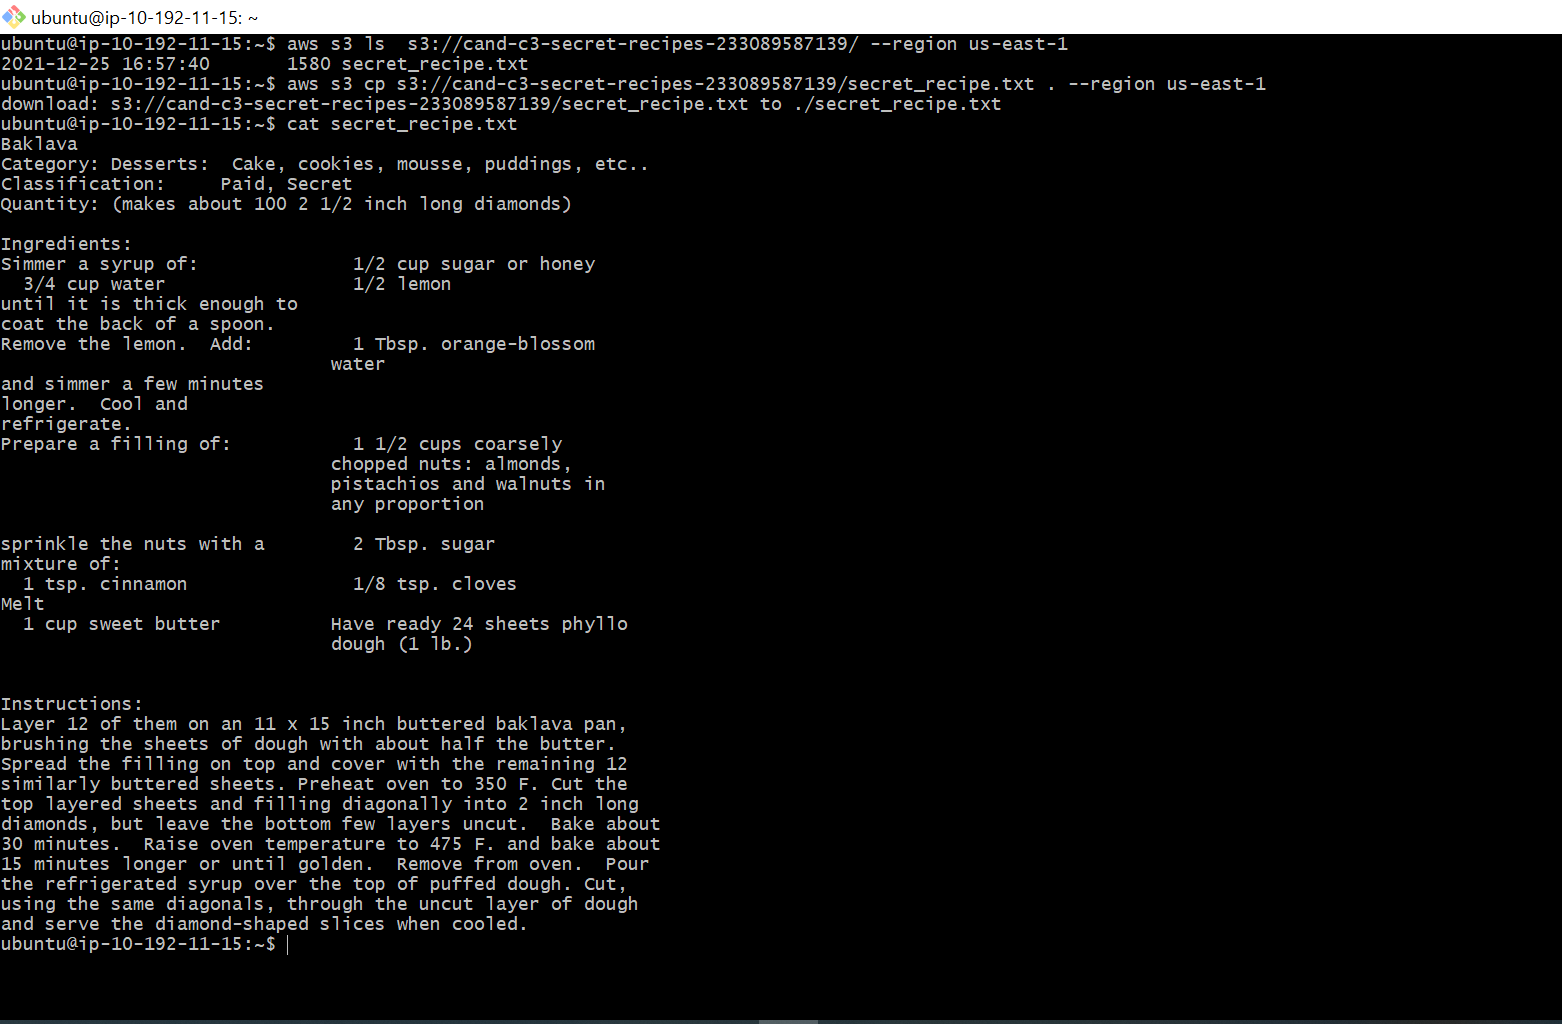 ubuntu@ip-10-192-11-15: ~
ubuntu@ip-10-192-11-15:~$ aws s3 ls  s3://cand-c3-secret-recipes-233089587139/ --region us-east-1
2021-12-25 16:57:40       1580 secret_recipe.txt
ubuntu@ip-10-192-11-15:~$ aws s3 cp s3://cand-c3-secret-recipes-233089587139/secret_recipe.txt . --region us-east-1
download: s3://cand-c3-secret-recipes-233089587139/secret_recipe.txt to ./secret_recipe.txt
ubuntu@ip-10-192-11-15:~$ cat secret_recipe.txt
Baklava
Category: Desserts:  Cake, cookies, mousse, puddings, etc..
Classification:     Paid, Secret
Quantity: (makes about 100 2 1/2 inch long diamonds)
Ingredients:
Simmer a syrup of:              1/2 cup sugar or honey
  3/4 cup water                 1/2 lemon
until it is thick enough to
coat the back of a spoon.
Remove the lemon.  Add:         1 Tbsp. orange-blossom
                              water
and simmer a few minutes
longer.  Cool and
refrigerate.
Prepare a filling of:           1 1/2 cups coarsely
                              chopped nuts: almonds,
                              pistachios and walnuts in
                              any proportion
sprinkle the nuts with a        2 Tbsp. sugar
mixture of:
  1 tsp. cinnamon               1/8 tsp. cloves
Melt
  1 cup sweet butter          Have ready 24 sheets phyllo
                              dough (1 lb.)
Instructions:
Layer 12 of them on an 11 x 15 inch buttered baklava pan,
brushing the sheets of dough with about half the butter.
Spread the filling on top and cover with the remaining 12
similarly buttered sheets. Preheat oven to 350 F. Cut the
top layered sheets and filling diagonally into 2 inch long
diamonds, but leave the bottom few layers uncut.  Bake about
30 minutes.  Raise oven temperature to 475 F. and bake about
15 minutes longer or until golden.  Remove from oven.  Pour
the refrigerated syrup over the top of puffed dough. Cut,
using the same diagonals, through the uncut layer of dough
and serve the diamond-shaped slices when cooled.
ubuntu@ip-10-192-11-15:~$